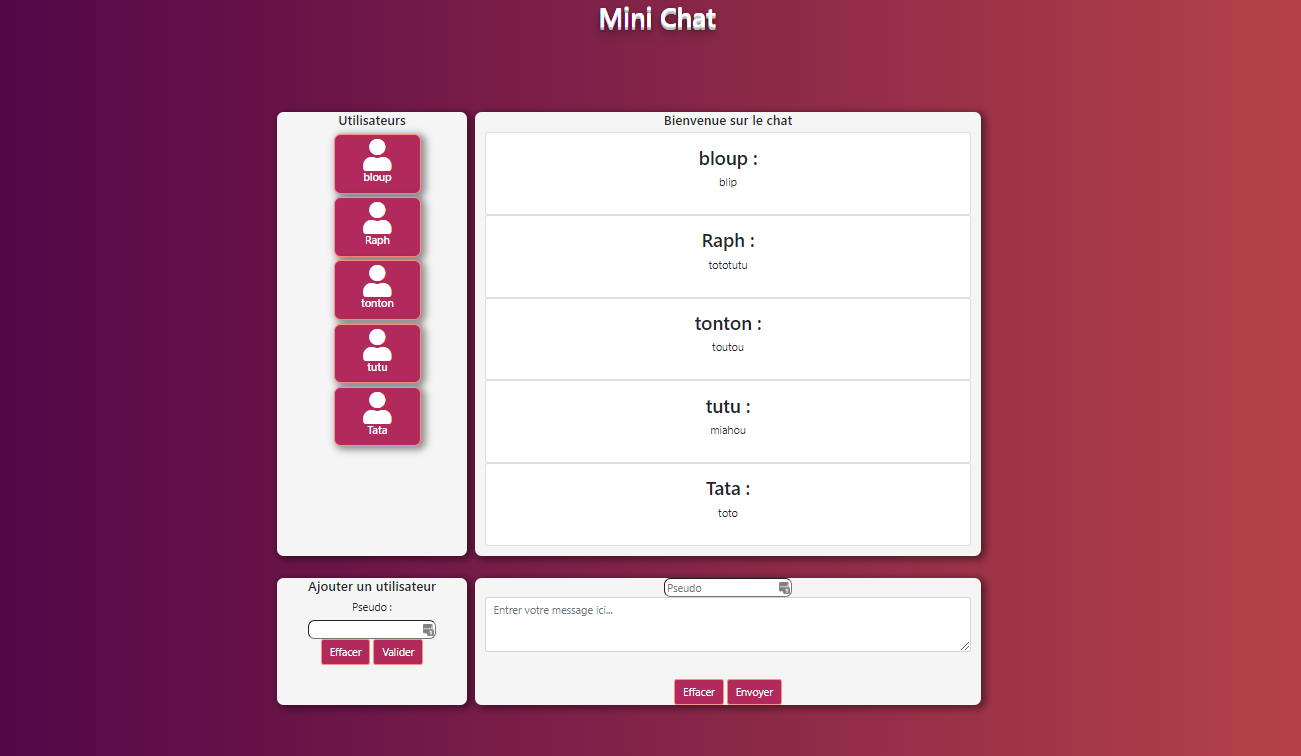 Mini Chat
Utilisateurs
bloup
Raph
tonton
tutu
Tata
Bienvenue sur le chat
bloup :
blip
Raph :
tototutu
tonton :
toutou
tutu :
miahou
Tata :
toto
Ajouter un utilisateur
Pseudo :
Effacer Valider
Pseudo
Entrer votre message ici...
Effacer Envoyer